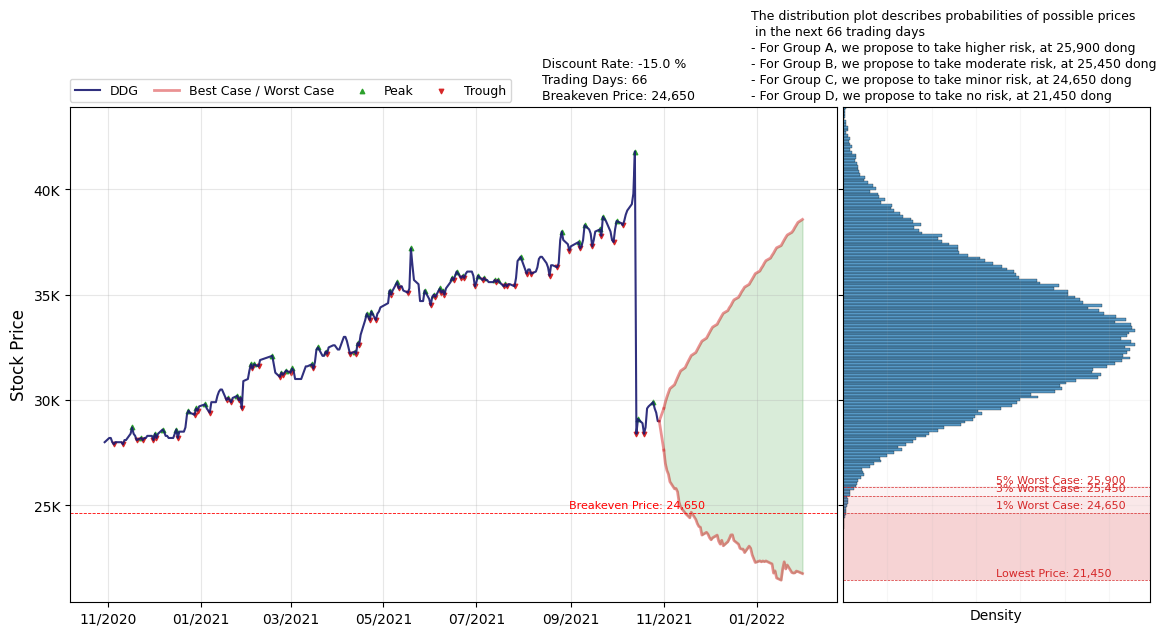 The distribution plot describes probabilities of possible prices
in the next 66 trading days
- For Group A, we propose to take higher risk, at 25,900 dong
- For Group B, we propose to take moderate risk, at 25,450 dong
- For Group C, we propose to take minor risk, at 24,650 dong
- For Group D, we propose to take no risk, at 21,450 dong
Discount Rate: -15.0 %
Trading Days: 66
Breakeven Price: 24,650
DDG Best Case / Worst Case Peak Trough
Stock Price
40K
35K
30K
25K
Breakeven Price: 24,650
5% Worst Case: 25,900
3% Worst Case: 25,450
1% Worst Case: 24,650
Lowest Price: 21,450
11/2020 01/2021 03/2021 05/2021 07/2021 09/2021 11/2021 01/2022
Density